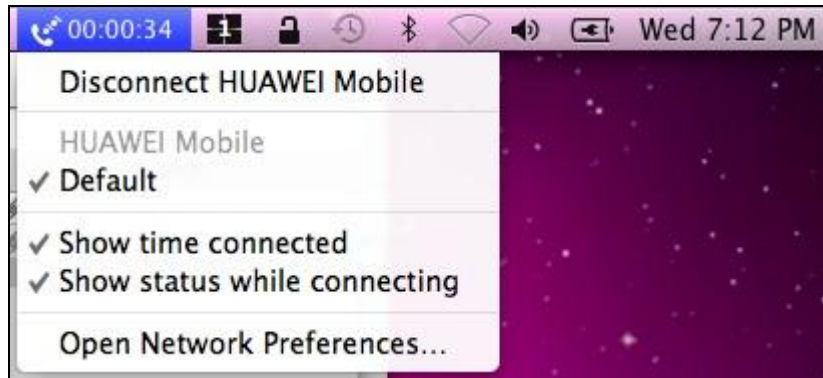 00:00:34 1 Wed 7:12 PM
Disconnect HUAWEI Mobile
HUAWEI Mobile
Default
Show time connected
Show status while connecting
Open Network Preferences...